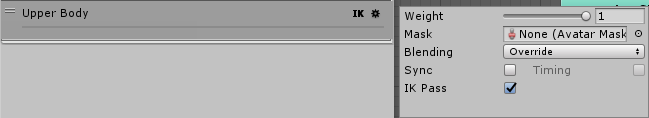 Upper Body IK
Weight 1
Mask None (Avatar Mask
Blending Override
Sync Timing
IK Pass